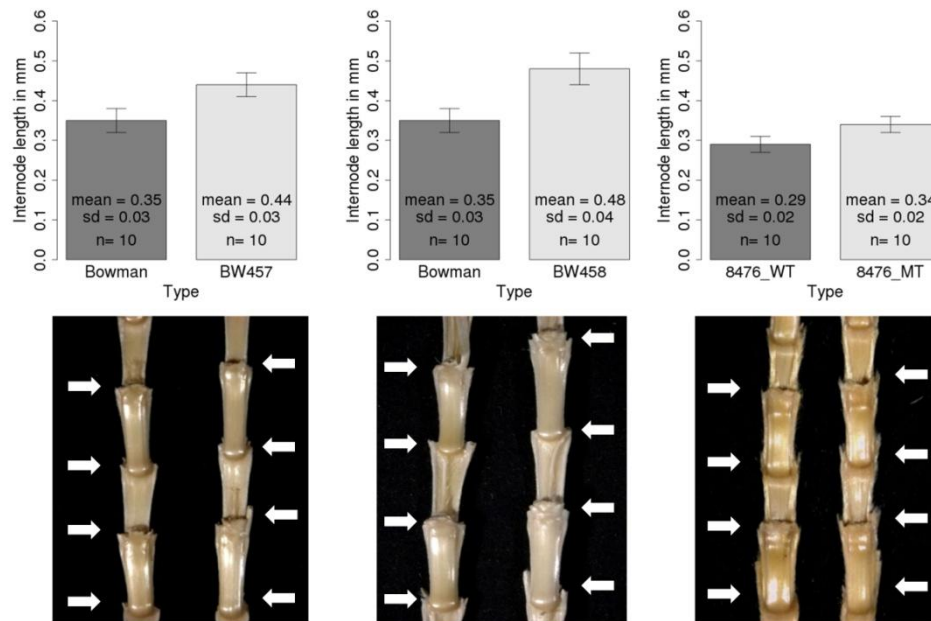 Internode length in mm
0.0 0.1 0.2 0.3 0.4 0.5 0.6
mean = 0.35
sd = 0.03
n= 10
mean = 0.44
sd = 0.03
n= 10
Bowman
BW457
Type
Internode length in mm
0.0 0.1 0.2 0.3 0.4 0.5 0.6
mean = 0.35
sd = 0.03
n= 10
mean = 0.48
sd = 0.04
n= 10
Bowman
BW458
Type
Internode length in mm
0.0 0.1 0.2 0.3 0.4 0.5 0.6
mean = 0.29
sd = 0.02
n= 10
mean = 0.34
sd = 0.02
n= 10
8476_WT
8476_MT
Type